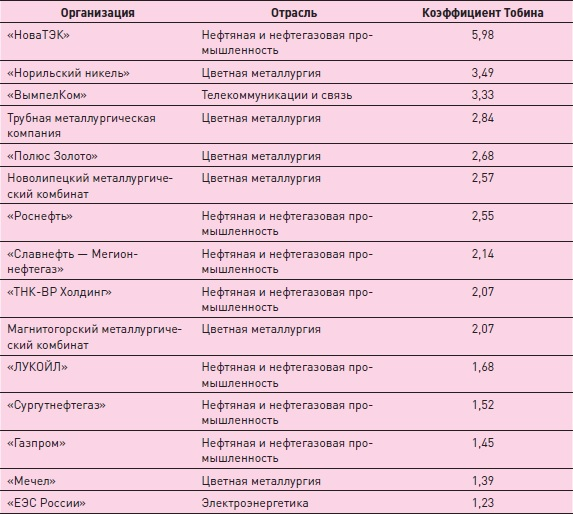 Организация Отрасль Коэффициент Тобина
«НоваТЭК» Нефтяная и нефтегазовая про- 5,98
мышленность
«Норильский никель» Цветная металлургия 3,49
«ВымпелКом» Телекоммуникации и связь 3,33
Трубная металлургическая Цветная металлургия 2,84
компания
«Полюс Золото» Цветная металлургия 2,68
Новолипецкий металлургиче- Цветная металлургия 2,57
ский комбинат
«Роснефть» Нефтяная и нефтегазовая про- 2,55
мышленность
«Славнефть — Мегион- Нефтяная и нефтегазовая про- 2,14
нефтегаз» мышленность
«ТНК-ВР Холдинг» Нефтяная и нефтегазовая про- 2,07
мышленность
Магнитогорский металлургиче- Цветная металлургия 2,07
ский комбинат
«ЛУКОЙЛ» Нефтяная и нефтегазовая про- 1,68
мышленность
«Сургутнефтегаз» Нефтяная и нефтегазовая про- 1,52
мышленность
«Газпром» Нефтяная и нефтегазовая про- 1,45
мышленность
«Мечел» Цветная металлургия 1,39
«ЕЭС России» Электроэнергетика 1,23